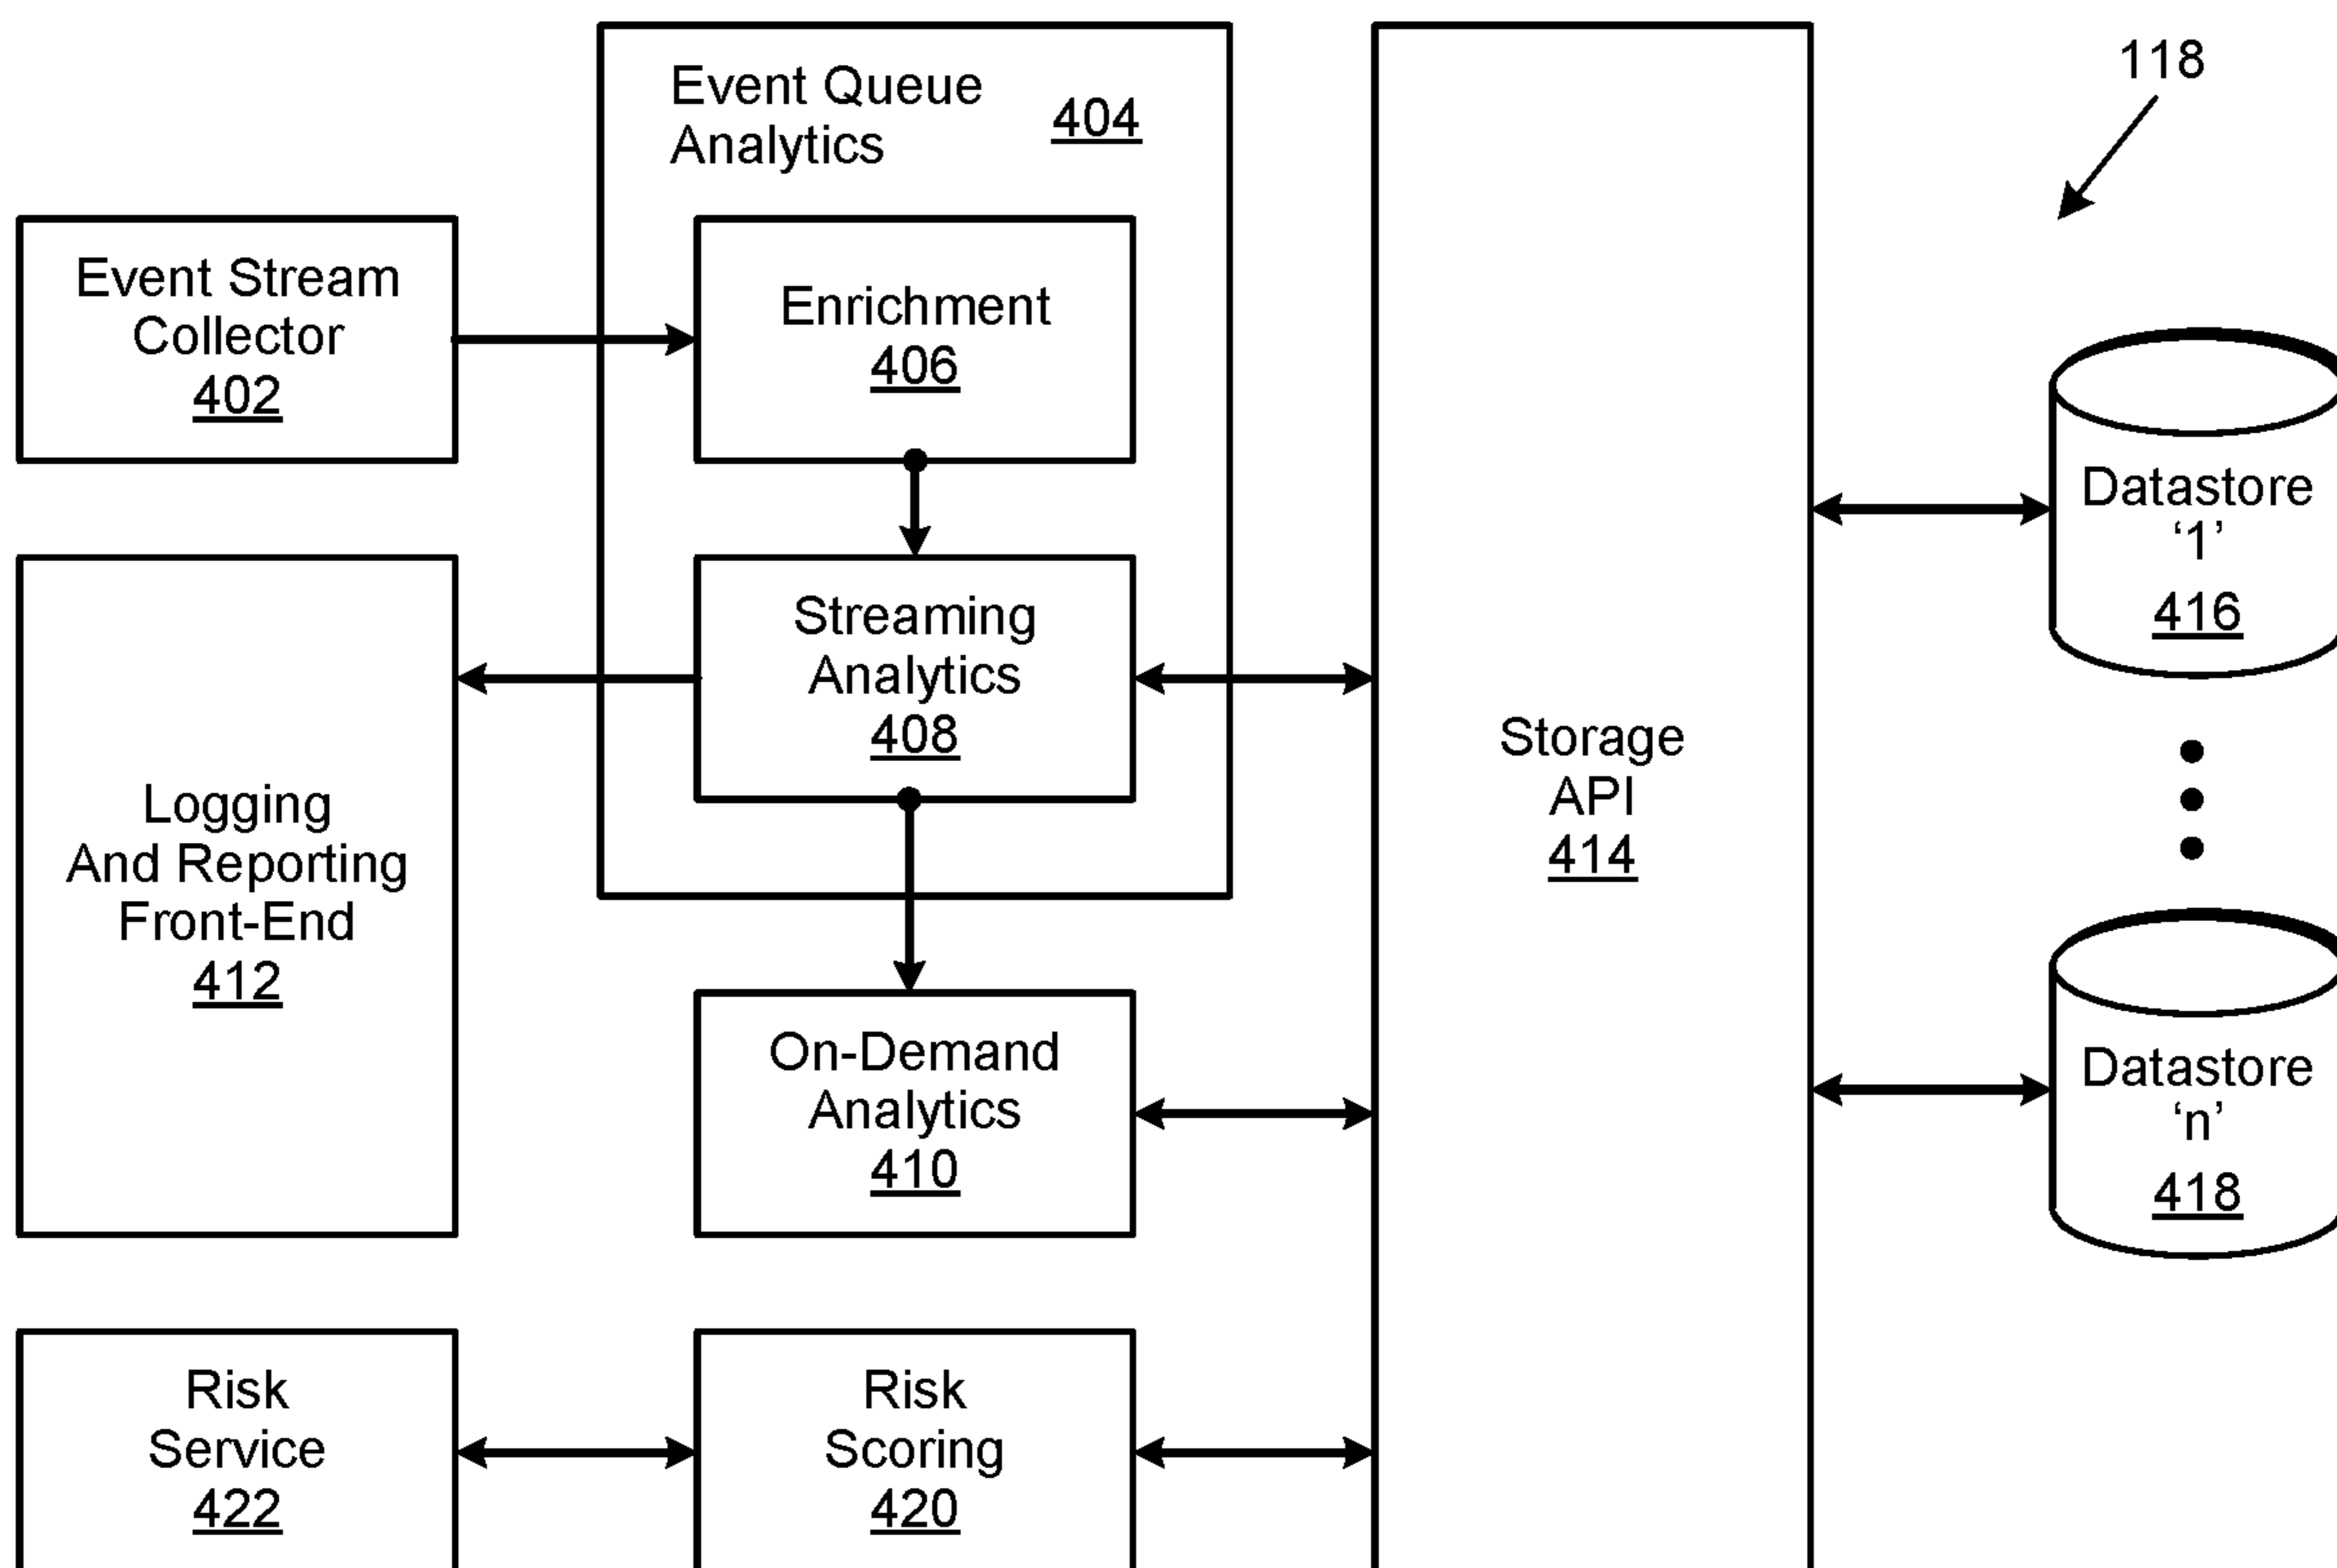 Event Queue
Analytics
404
118
Event Stream
Collector
402
Enrichment
406
Streaming
Analytics
408
Logging
And Reporting
Front-End
412
On-Demand
Analytics
410
Storage
API
414
Datastore
‘1’
416
Datastore
‘n’
418
Risk
Service
422
Risk
Scoring
420